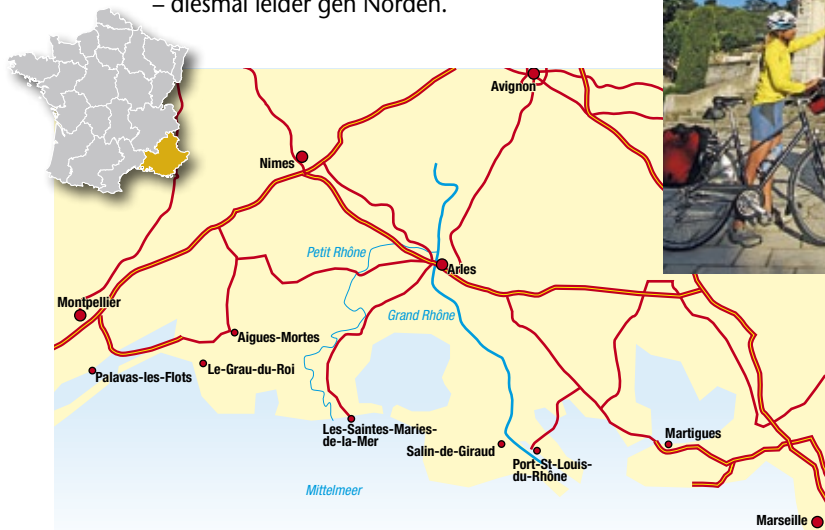 – diesmal leider gen Norden.
Avignon
Nimes
Petit Rhône
Arles
Grand Rhône
Montpellier
Aigues-Mortes
Palavas-les-Flots
Le-Grau-du-Roi
Les-Saintes-Maries-
de-la-Mer
Salin-de-Giraud
Port-St-Louis-
du-Rhône
Martigues
Mittelmeer
Marseille